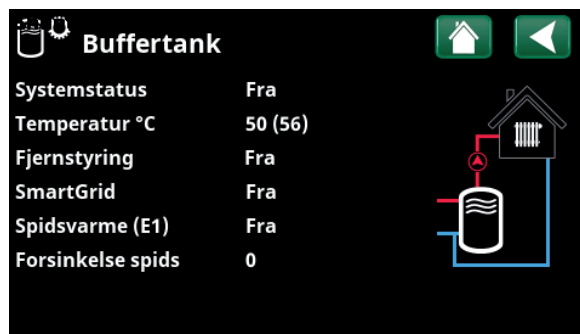 Buffertank
Systemstatus Fra
Temperatur °C 50 (56)
Fjernstyring Fra
SmartGrid Fra
Spidsvarme (E1) Fra
Forsinkelse spids 0